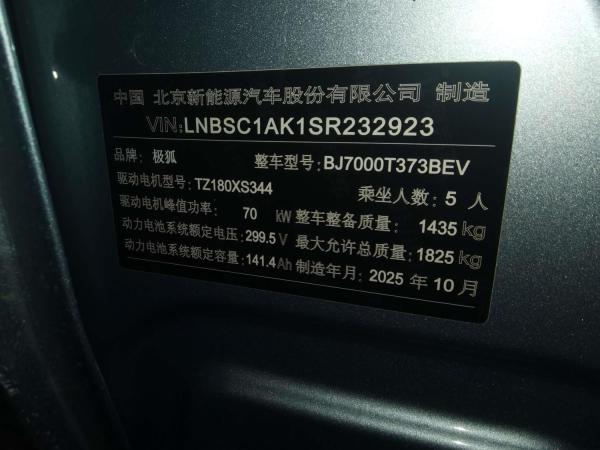 中国 北京新能源汽车股份有限公司 制造
VIN:LNBSC1AK1SR232923
品牌: 极狐 整车型号: BJ7000T373BEV
驱动电机型号: TZ180XS344 乘坐人数: 5 人
驱动电机峰值功率: 70 kW 整车整备质量: 1435 kg
动力电池系统额定电压: 299.5 V 最大允许总质量: 1825 kg
动力电池系统额定容量: 141.4 Ah 制造年月: 2025 年 10 月